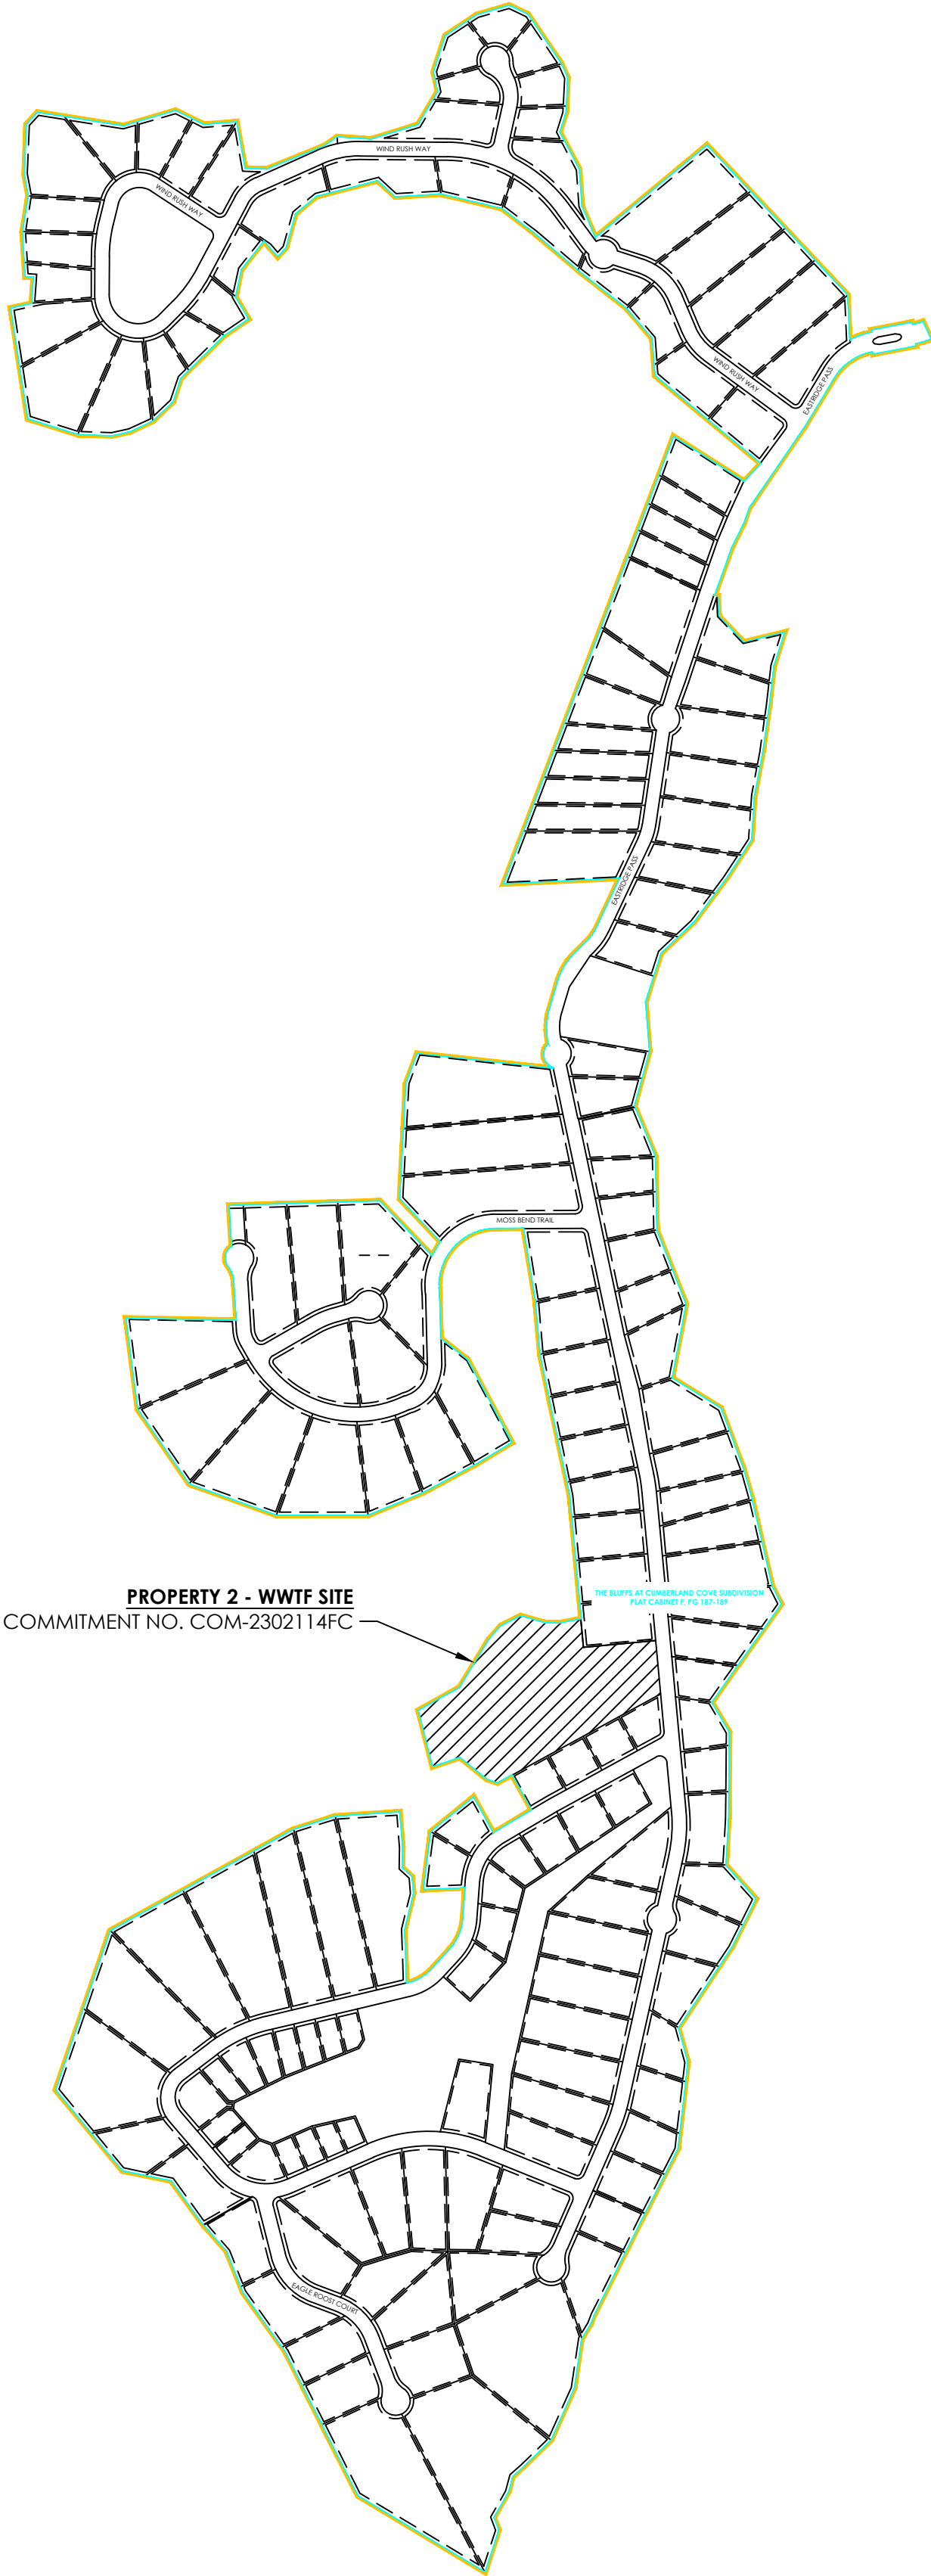 WIND RUSH WAY
WIND RUSH WAY
WIND RUSH WAY
EASTRIDGE PASS
EASTRIDGE PASS
MOSS BEND TRAIL
PROPERTY 2 - WWTF SITE
COMMITMENT NO. COM-2302114FC
THE BLUFFS AT CUMBERLAND COVE SUBDIVISION
PLAT CABINET F, PG 187-189
EAGLE ROOST COURT